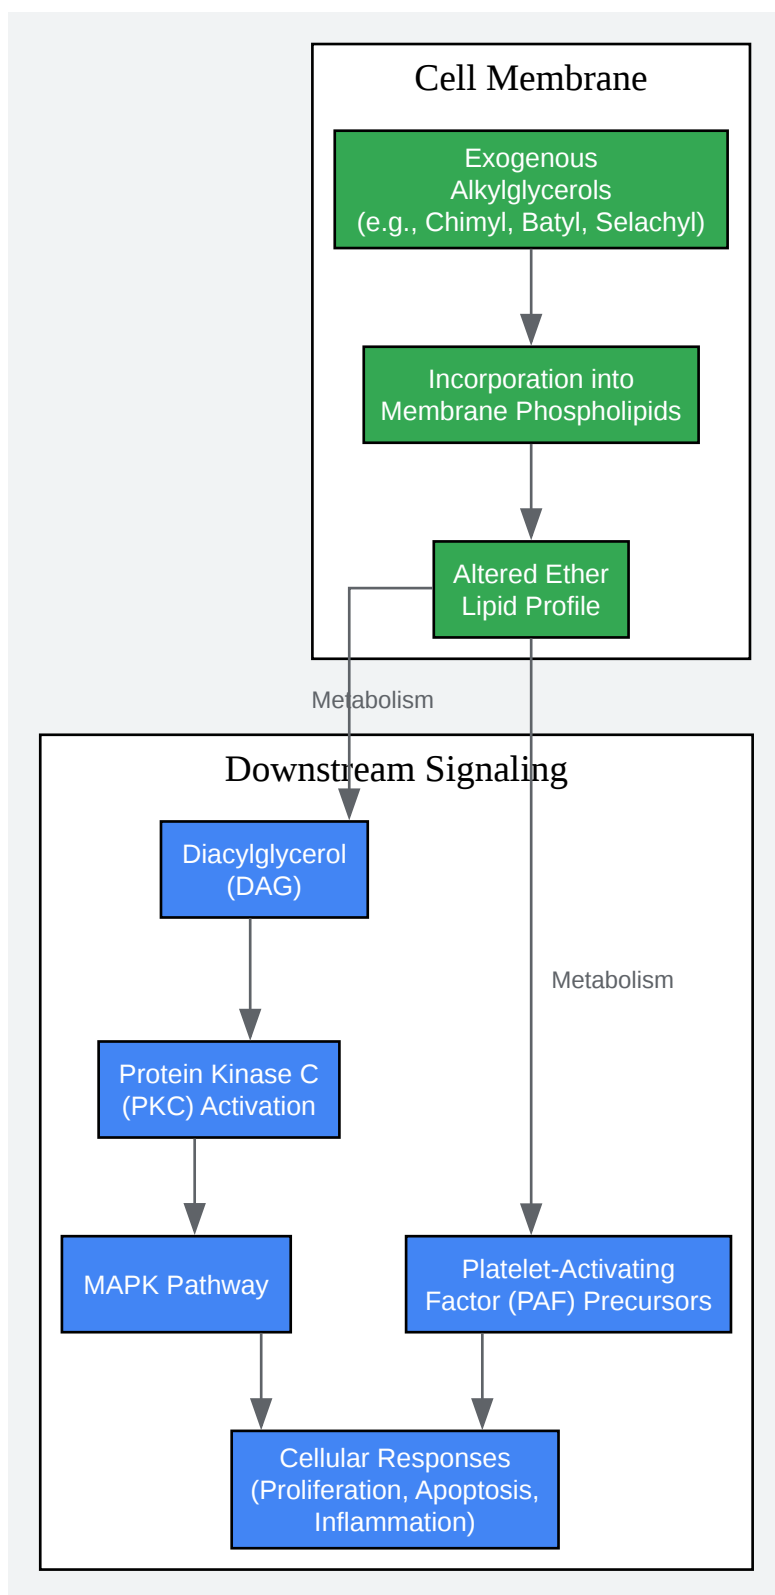 Cell Membrane
Exogenous
Alkylglycerols
(e.g., Chimyl, Batyl, Selachyl)
Incorporation into
Membrane Phospholipids
Altered Ether
Lipid Profile
Metabolism
Downstream Signaling
Diacylglycerol
(DAG)
Metabolism
Protein Kinase C
(PKC) Activation
MAPK Pathway
Platelet-Activating
Factor (PAF) Precursors
Cellular Responses
(Proliferation, Apoptosis,
Inflammation)